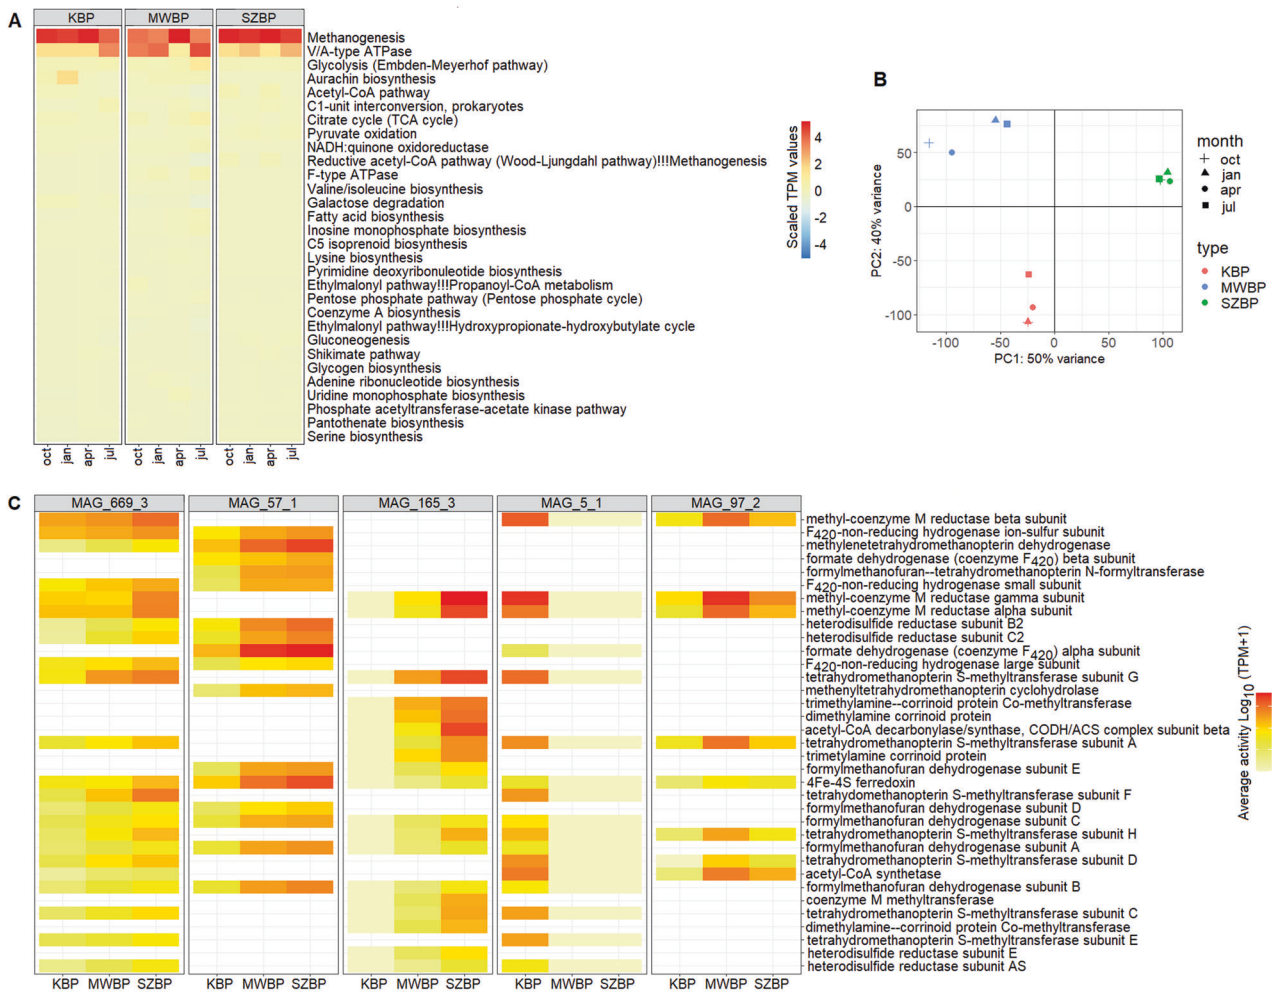 A
KBP
MWBP
SZBP
Methanogenesis
V/A-type ATPase
Glycolysis (Embden-Meyerhof pathway)
Aurachin biosynthesis
Acetyl-CoA pathway
C1-unit interconversion, prokaryotes
Citrate cycle (TCA cycle)
Pyruvate oxidation
NADH:quinone oxidoreductase
Reductive acetyl-CoA pathway (Wood-Ljungdahl pathway)!!!Methanogenesis
F-type ATPase
Valine/isoleucine biosynthesis
Galactose degradation
Fatty acid biosynthesis
Inosine monophosphate biosynthesis
C5 isoprenoid biosynthesis
Lysine biosynthesis
Pyrimidine deoxyribonuleotide biosynthesis
Ethylmalonyl pathway!!!Propanoyl-CoA metabolism
Pentose phosphate pathway (Pentose phosphate cycle)
Coenzyme A biosynthesis
Ethylmalonyl pathway!!!Hydroxypropionate-hydroxybutylate cycle
Gluconeogenesis
Shikimate pathway
Glycogen biosynthesis
Adenine ribonucleotide biosynthesis
Uridine monophosphate biosynthesis
Phosphate acetyltransferase-acetate kinase pathway
Pantothenate biosynthesis
Serine biosynthesis
oct jan apr jul oct jan apr jul oct jan apr jul
Scaled TPM values
4
2
0
-2
-4
B
PC2: 40% variance
50
0
-50
-100
-100 -50 0 50 100
PC1: 50% variance
month
oct
jan
apr
jul
type
KBP
MWBP
SZBP
C
MAG_669_3
MAG_57_1
MAG_165_3
MAG_5_1
MAG_97_2
methyl-coenzyme M reductase beta subunit
F420-non-reducing hydrogenase ion-sulfur subunit
methylenetetrahydromethanopterin dehydrogenase
formate dehydrogenase (coenzyme F420) beta subunit
formylmethanofuran--tetrahydromethanopterin N-formyltransferase
F420-non-reducing hydrogenase small subunit
methyl-coenzyme M reductase gamma subunit
methyl-coenzyme M reductase alpha subunit
heterodisulfide reductase subunit B2
heterodisulfide reductase subunit C2
formate dehydrogenase (coenzyme F420) alpha subunit
F420-non-reducing hydrogenase large subunit
tetrahydromethanopterin S-methyltransferase subunit G
methenyltetrahydromethanopterin cyclohydrolase
trimethylamine--corrinoid protein Co-methyltransferase
dimethylamine corrinoid protein
acetyl-CoA decarbonylase/synthase, CODH/ACS complex subunit beta
tetrahydromethanopterin S-methyltransferase subunit A
trimetylamine corrinoid protein
formylmethanofuran dehydrogenase subunit E
4Fe-4S ferredoxin
tetrahydomethanopterin S-methyltransferase subunit F
formylmethanofuran dehydrogenase subunit D
formylmethanofuran dehydrogenase subunit C
tetrahydromethanopterin S-methyltransferase subunit H
formylmethanofuran dehydrogenase subunit A
tetrahydromethanopterin S-methyltransferase subunit D
acetyl-CoA synthetase
formylmethanofuran dehydrogenase subunit B
coenzyme M methyltransferase
tetrahydromethanopterin S-methyltransferase subunit C
dimethylamine--corrinoid protein Co-methyltransferase
tetrahydromethanopterin S-methyltransferase subunit E
heterodisulfide reductase subunit E
heterodisulfide reductase subunit AS
KBP MWBP SZBP KBP MWBP SZBP KBP MWBP SZBP KBP MWBP SZBP KBP MWBP SZBP
Average activity Log10 (TPM+1)